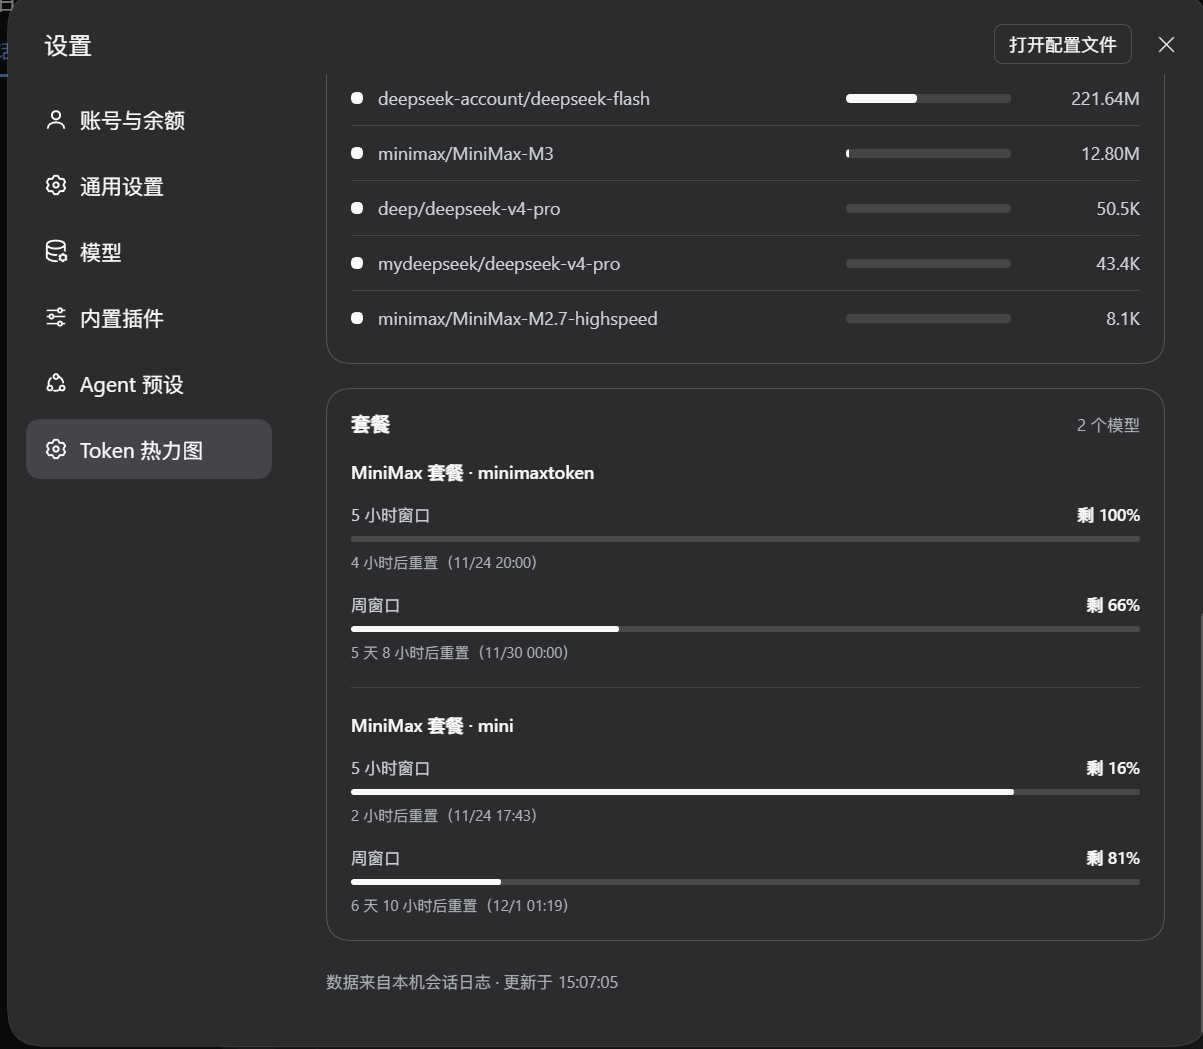 设置
打开配置文件
账号与余额
通用设置
模型
内置插件
Agent 预设
Token 热力图
deepseek-account/deepseek-flash 221.64M
minimax/MiniMax-M3 12.80M
deep/deepseek-v4-pro 50.5K
mydeepseek/deepseek-v4-pro 43.4K
minimax/MiniMax-M2.7-highspeed 8.1K
套餐 2 个模型
MiniMax 套餐 · minimaxtoken
5 小时窗口 剩 100%
4 小时后重置（11/24 20:00）
周窗口 剩 66%
5 天 8 小时后重置（11/30 00:00）
MiniMax 套餐 · mini
5 小时窗口 剩 16%
2 小时后重置（11/24 17:43）
周窗口 剩 81%
6 天 10 小时后重置（12/1 01:19）
数据来自本机会话日志 · 更新于 15:07:05